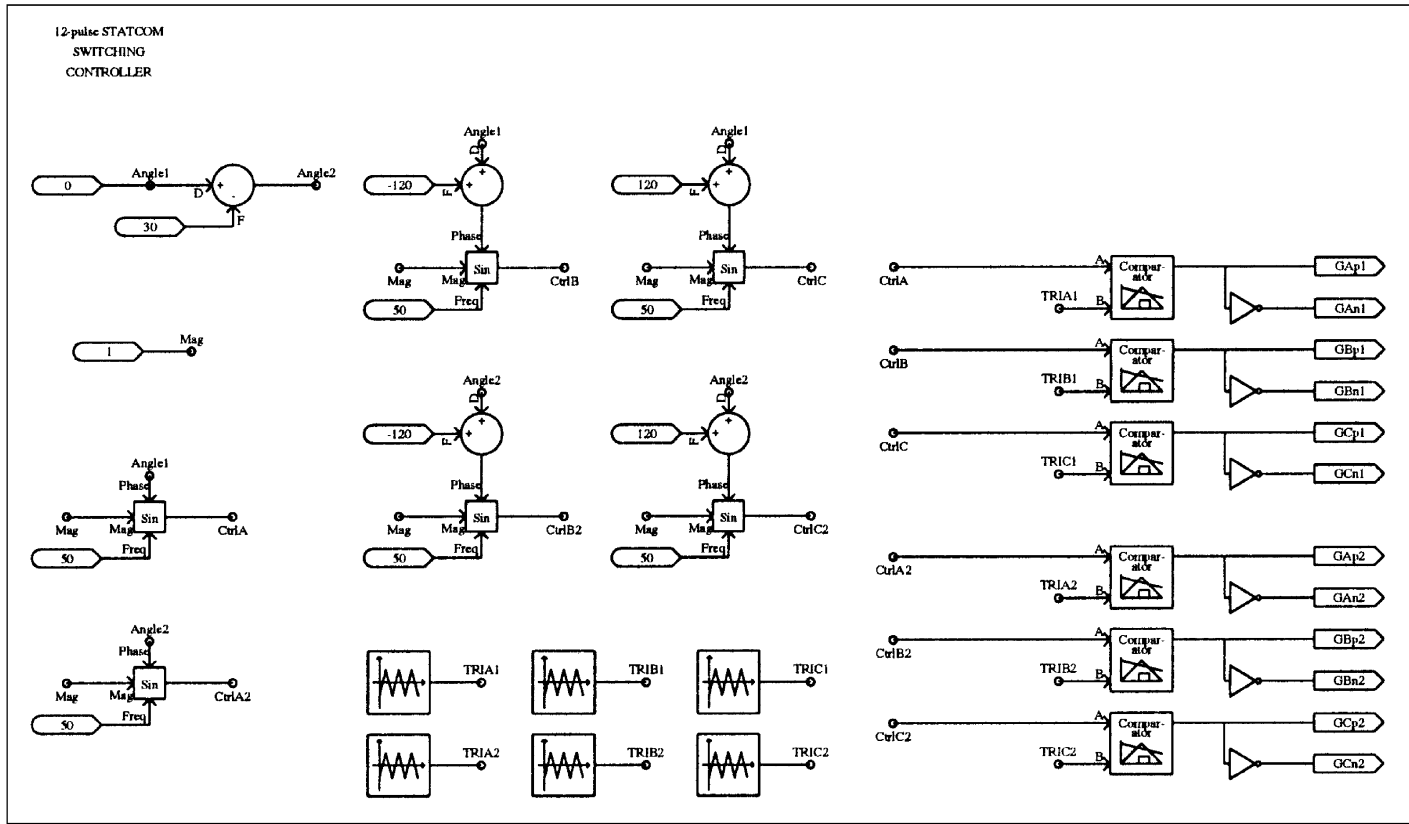 12-pulse STATCOM
SWITCHING
CONTROLLER
0
Angle1
D
+
-
Angle2
30
F
1
Mag
Angle1
D
+
-120
F
+
Phase
Mag
Mag
Sin
CtrlB
50
Freq
Angle1
D
+
120
F
+
Phase
Mag
Mag
Sin
CtrlC
50
Freq
Angle2
D
+
-120
F
+
Phase
Mag
Mag
Sin
CtrlB2
50
Freq
Angle2
D
+
120
F
+
Phase
Mag
Mag
Sin
CtrlC2
50
Freq
Angle1
Phase
Mag
Mag
Sin
CtrlA
50
Freq
Angle2
Phase
Mag
Mag
Sin
CtrlA2
50
Freq
TRIA1
TRIB1
TRIC1
TRIA2
TRIB2
TRIC2
CtrlA
A
Compar-
ator
GAp1
TRIA1
B
GAn1
CtrlB
A
Compar-
ator
GBp1
TRIB1
B
GBn1
CtrlC
A
Compar-
ator
GCp1
TRIC1
B
GCn1
CtrlA2
A
Compar-
ator
GAp2
TRIA2
B
GAn2
CtrlB2
A
Compar-
ator
GBp2
TRIB2
B
GBn2
CtrlC2
A
Compar-
ator
GCp2
TRIC2
B
GCn2